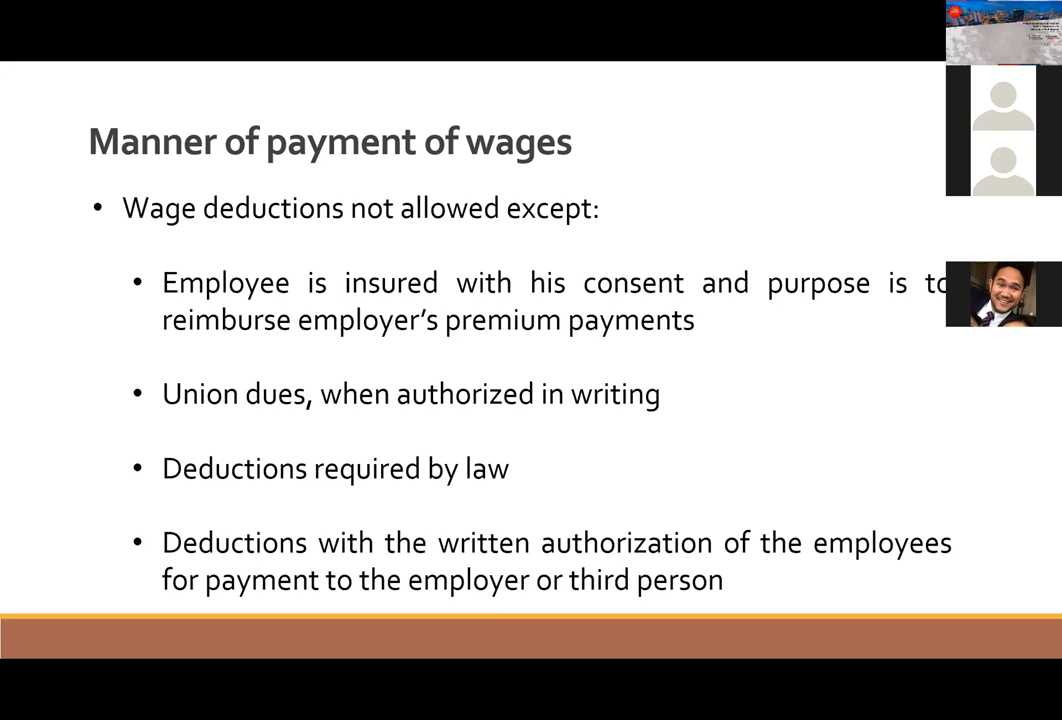 Manner of payment of wages
• Wage deductions not allowed except:
• Employee is insured with his consent and purpose is to
reimburse employer’s premium payments
• Union dues, when authorized in writing
• Deductions required by law
• Deductions with the written authorization of the employees
for payment to the employer or third person